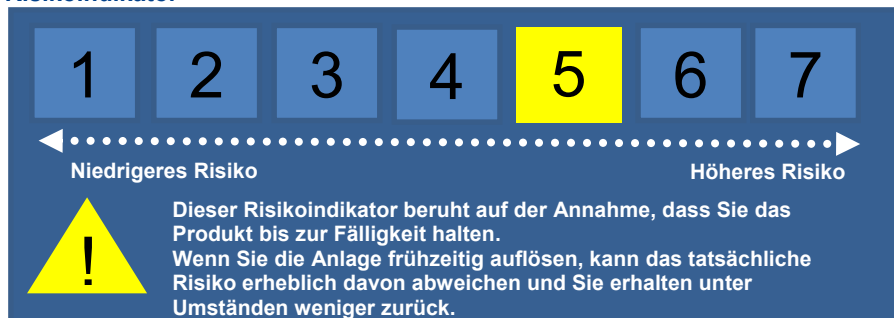 Risikoindikator
1 2 3 4 5 6 7
Niedrigeres Risiko Höheres Risiko
!
Dieser Risikoindikator beruht auf der Annahme, dass Sie das
Produkt bis zur Fälligkeit halten.
Wenn Sie die Anlage frühzeitig auflösen, kann das tatsächliche
Risiko erheblich davon abweichen und Sie erhalten unter
Umständen weniger zurück.